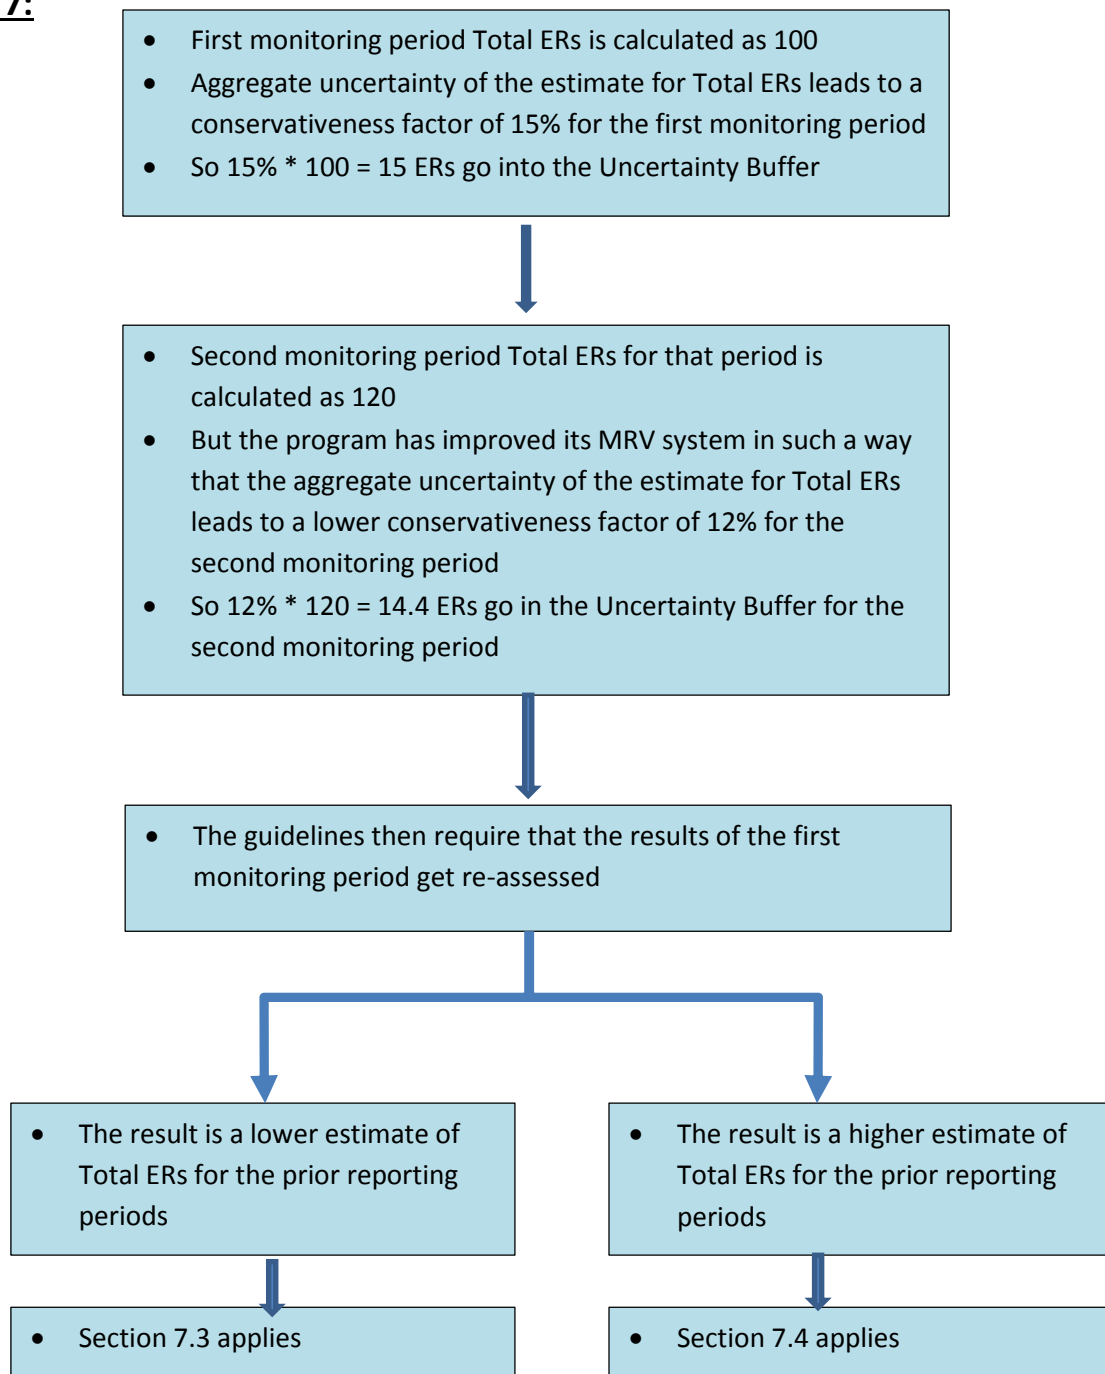 7:
• First monitoring period Total ERs is calculated as 100
• Aggregate uncertainty of the estimate for Total ERs leads to a
conservativeness factor of 15% for the first monitoring period
• So 15% * 100 = 15 ERs go into the Uncertainty Buffer
• Second monitoring period Total ERs for that period is
calculated as 120
• But the program has improved its MRV system in such a way
that the aggregate uncertainty of the estimate for Total ERs
leads to a lower conservativeness factor of 12% for the
second monitoring period
• So 12% * 120 = 14.4 ERs go in the Uncertainty Buffer for the
second monitoring period
• The guidelines then require that the results of the first
monitoring period get re-assessed
• The result is a lower estimate of
Total ERs for the prior reporting
periods
• The result is a higher estimate of
Total ERs for the prior reporting
periods
• Section 7.3 applies
• Section 7.4 applies